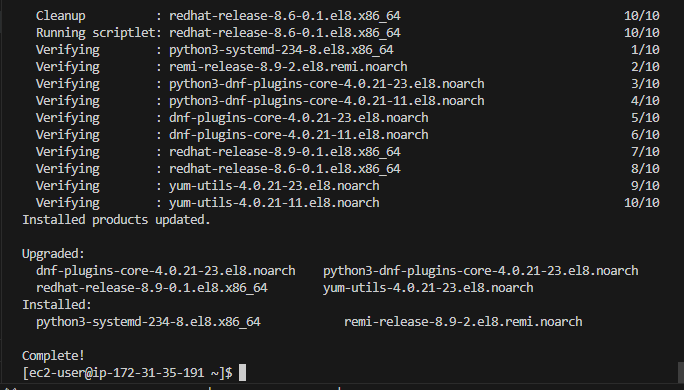 Cleanup : redhat-release-8.6-0.1.el8.x86_64 10/10
Running scriptlet: redhat-release-8.6-0.1.el8.x86_64 10/10
Verifying : python3-systemd-234-8.el8.x86_64 1/10
Verifying : remi-release-8.9-2.el8.remi.noarch 2/10
Verifying : python3-dnf-plugins-core-4.0.21-23.el8.noarch 3/10
Verifying : python3-dnf-plugins-core-4.0.21-11.el8.noarch 4/10
Verifying : dnf-plugins-core-4.0.21-23.el8.noarch 5/10
Verifying : dnf-plugins-core-4.0.21-11.el8.noarch 6/10
Verifying : redhat-release-8.9-0.1.el8.x86_64 7/10
Verifying : redhat-release-8.6-0.1.el8.x86_64 8/10
Verifying : yum-utils-4.0.21-23.el8.noarch 9/10
Verifying : yum-utils-4.0.21-11.el8.noarch 10/10
Installed products updated.
Upgraded:
dnf-plugins-core-4.0.21-23.el8.noarch python3-dnf-plugins-core-4.0.21-23.el8.noarch
redhat-release-8.9-0.1.el8.x86_64 yum-utils-4.0.21-23.el8.noarch
Installed:
python3-systemd-234-8.el8.x86_64 remi-release-8.9-2.el8.remi.noarch
Complete!
[ec2-user@ip-172-31-35-191 ~]$